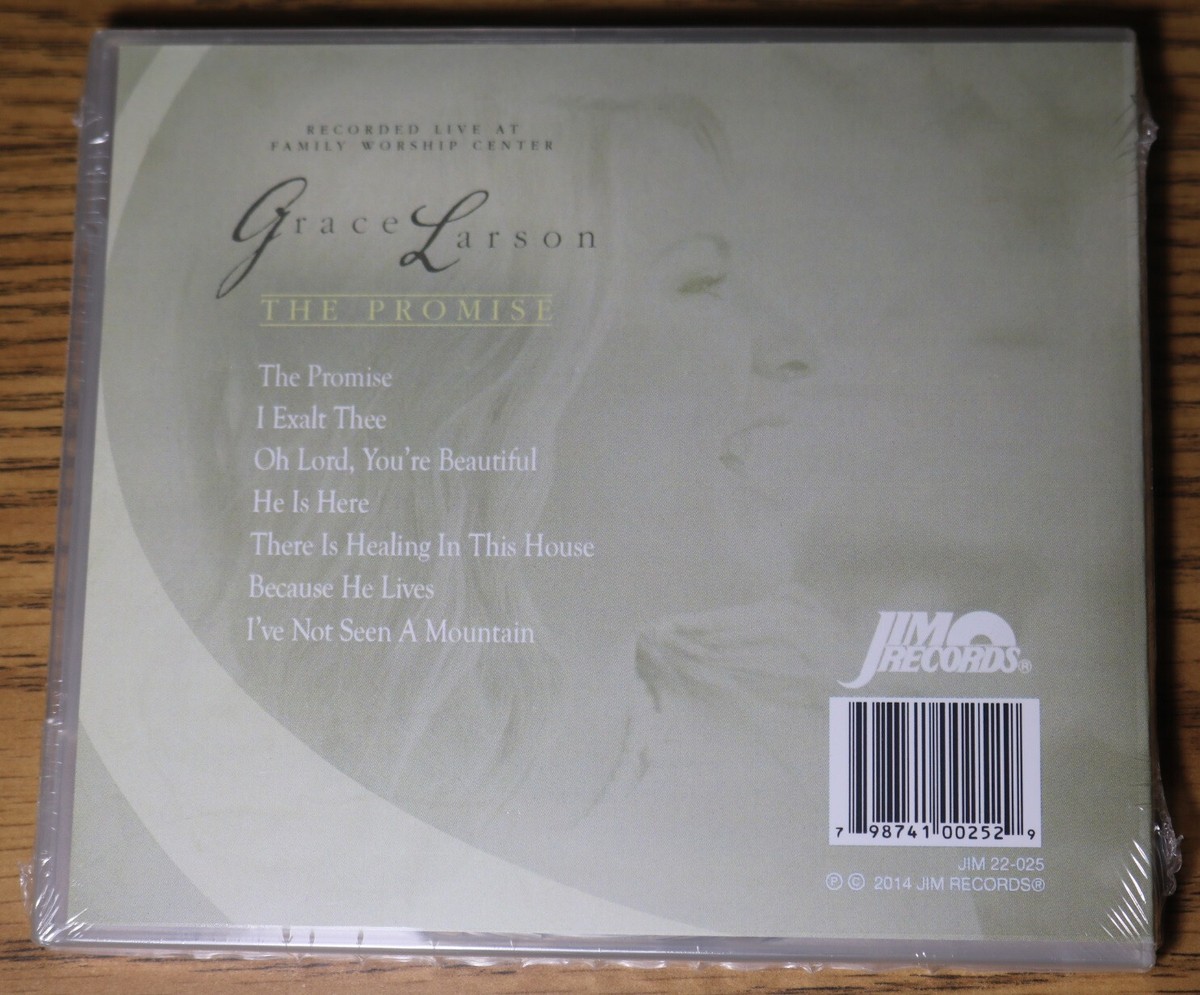 RECORDED LIVE AT
FAMILY WORSHIP CENTER
Grace Larson
THE PROMISE
The Promise
I Exalt Thee
Oh Lord, You're Beautiful
He Is Here
There Is Healing In This House
Because He Lives
I've Not Seen A Mountain
JIM
RECORDS®
7 98741 00252 9
JIM 22-025
℗ © 2014 JIM RECORDS®